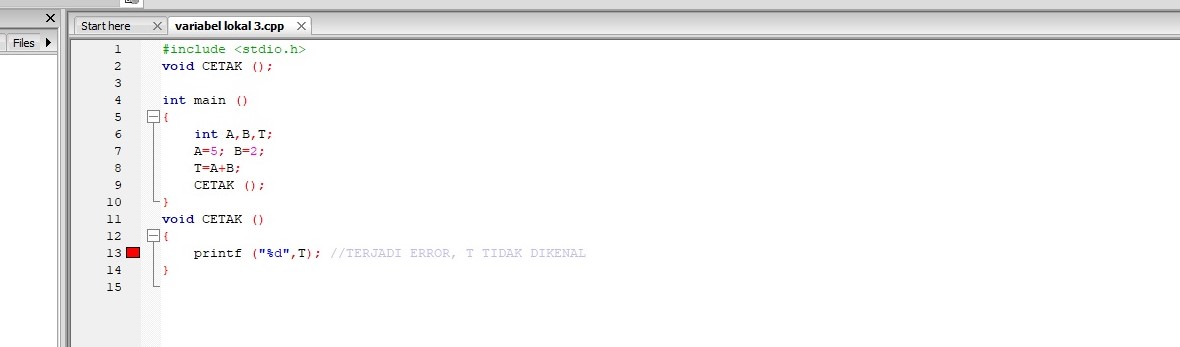 Start here
variabel lokal 3.cpp
Files
1 #include <stdio.h>
2 void CETAK ();
3
4 int main ()
5 {
6 int A,B,T;
7 A=5; B=2;
8 T=A+B;
9 CETAK ();
10 }
11 void CETAK ()
12 {
13 printf ("%d",T); //TERJADI ERROR, T TIDAK DIKENAL
14 }
15